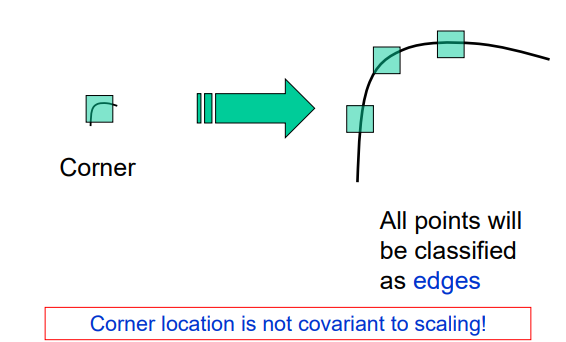 Corner
All points will
be classified
as edges
Corner location is not covariant to scaling!